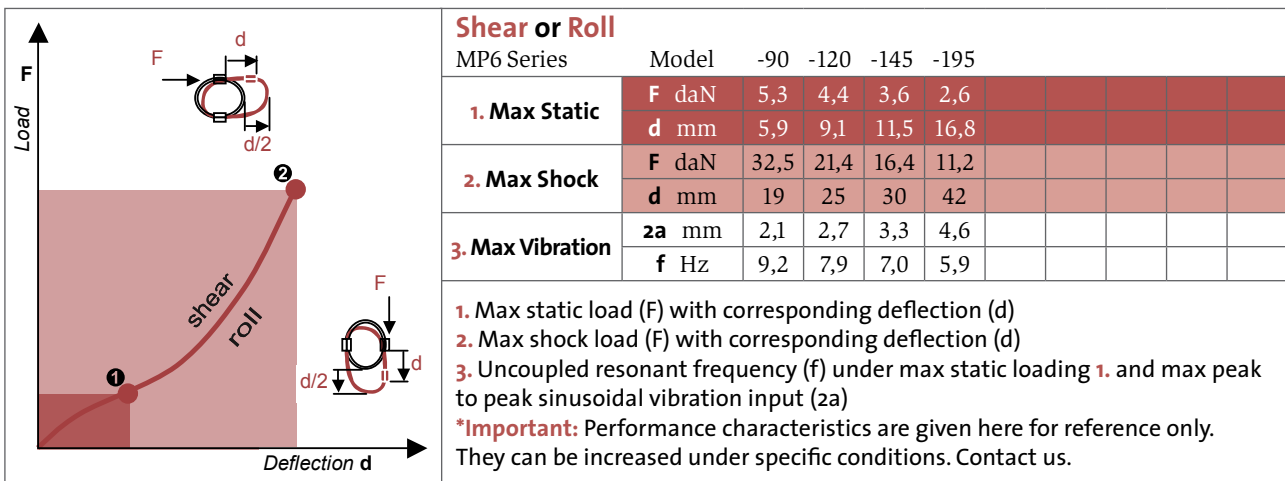 F
Load
F
d
d/2
❷
shear
roll
❶
F
d
d/2
Deflection d
Shear or Roll
MP6 Series Model -90 -120 -145 -195
1. Max Static F daN 5,3 4,4 3,6 2,6
d mm 5,9 9,1 11,5 16,8
2. Max Shock F daN 32,5 21,4 16,4 11,2
d mm 19 25 30 42
3. Max Vibration 2a mm 2,1 2,7 3,3 4,6
f Hz 9,2 7,9 7,0 5,9
1. Max static load (F) with corresponding deflection (d)
2. Max shock load (F) with corresponding deflection (d)
3. Uncoupled resonant frequency (f) under max static loading 1. and max peak
to peak sinusoidal vibration input (2a)
*Important: Performance characteristics are given here for reference only.
They can be increased under specific conditions. Contact us.